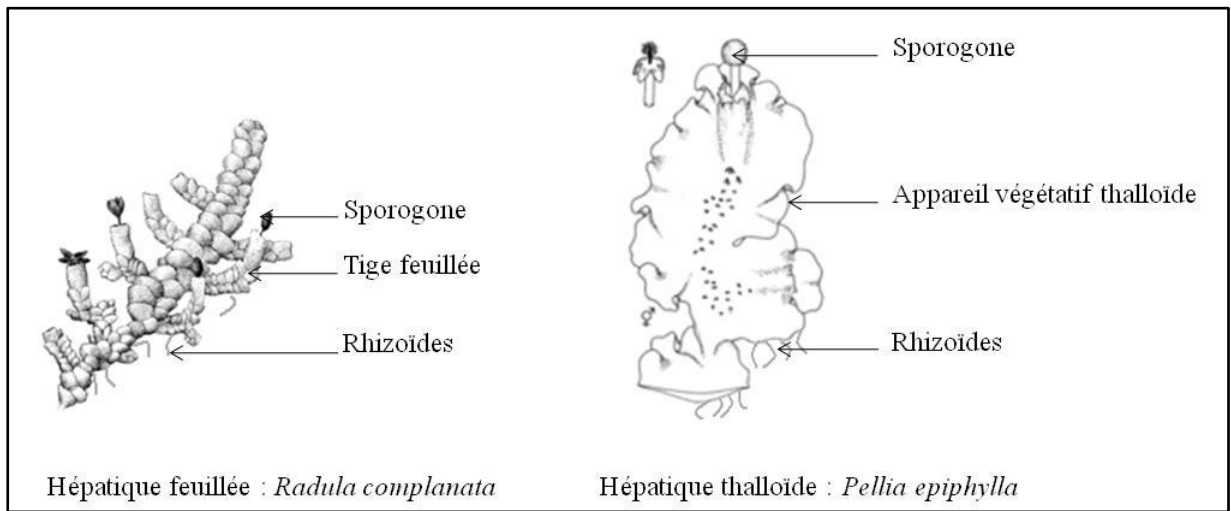 Sporogone
Tige feuillée
Rhizoïdes
Hépatique feuillée : Radula complanata
Sporogone
Appareil végétatif thalloïde
Rhizoïdes
Hépatique thalloïde : Pellia epiphylla